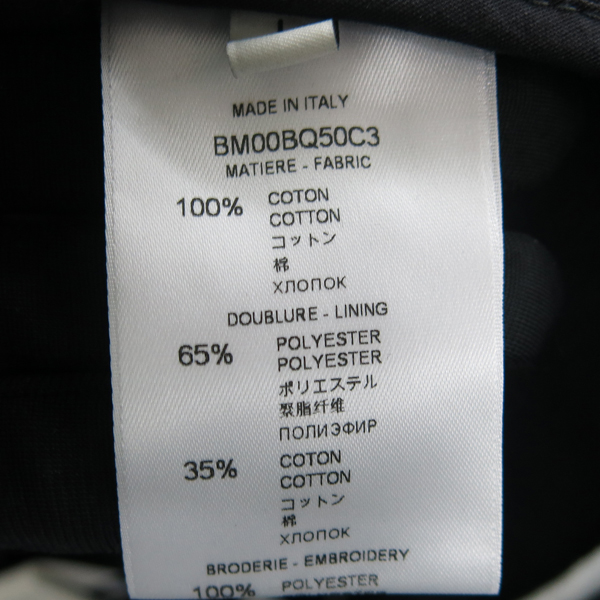 MADE IN ITALY
BM00BQ50C3
MATIERE - FABRIC
100% COTON
COTTON
コットン
棉
ХЛОПОК
DOUBLURE - LINING
65% POLYESTER
POLYESTER
ポリエステル
聚脂纤维
ПОЛИЭФИР
35% COTON
COTTON
コットン
棉
ХЛОПОК
BRODERIE - EMBROIDERY
100% POLYESTER
POLYESTER